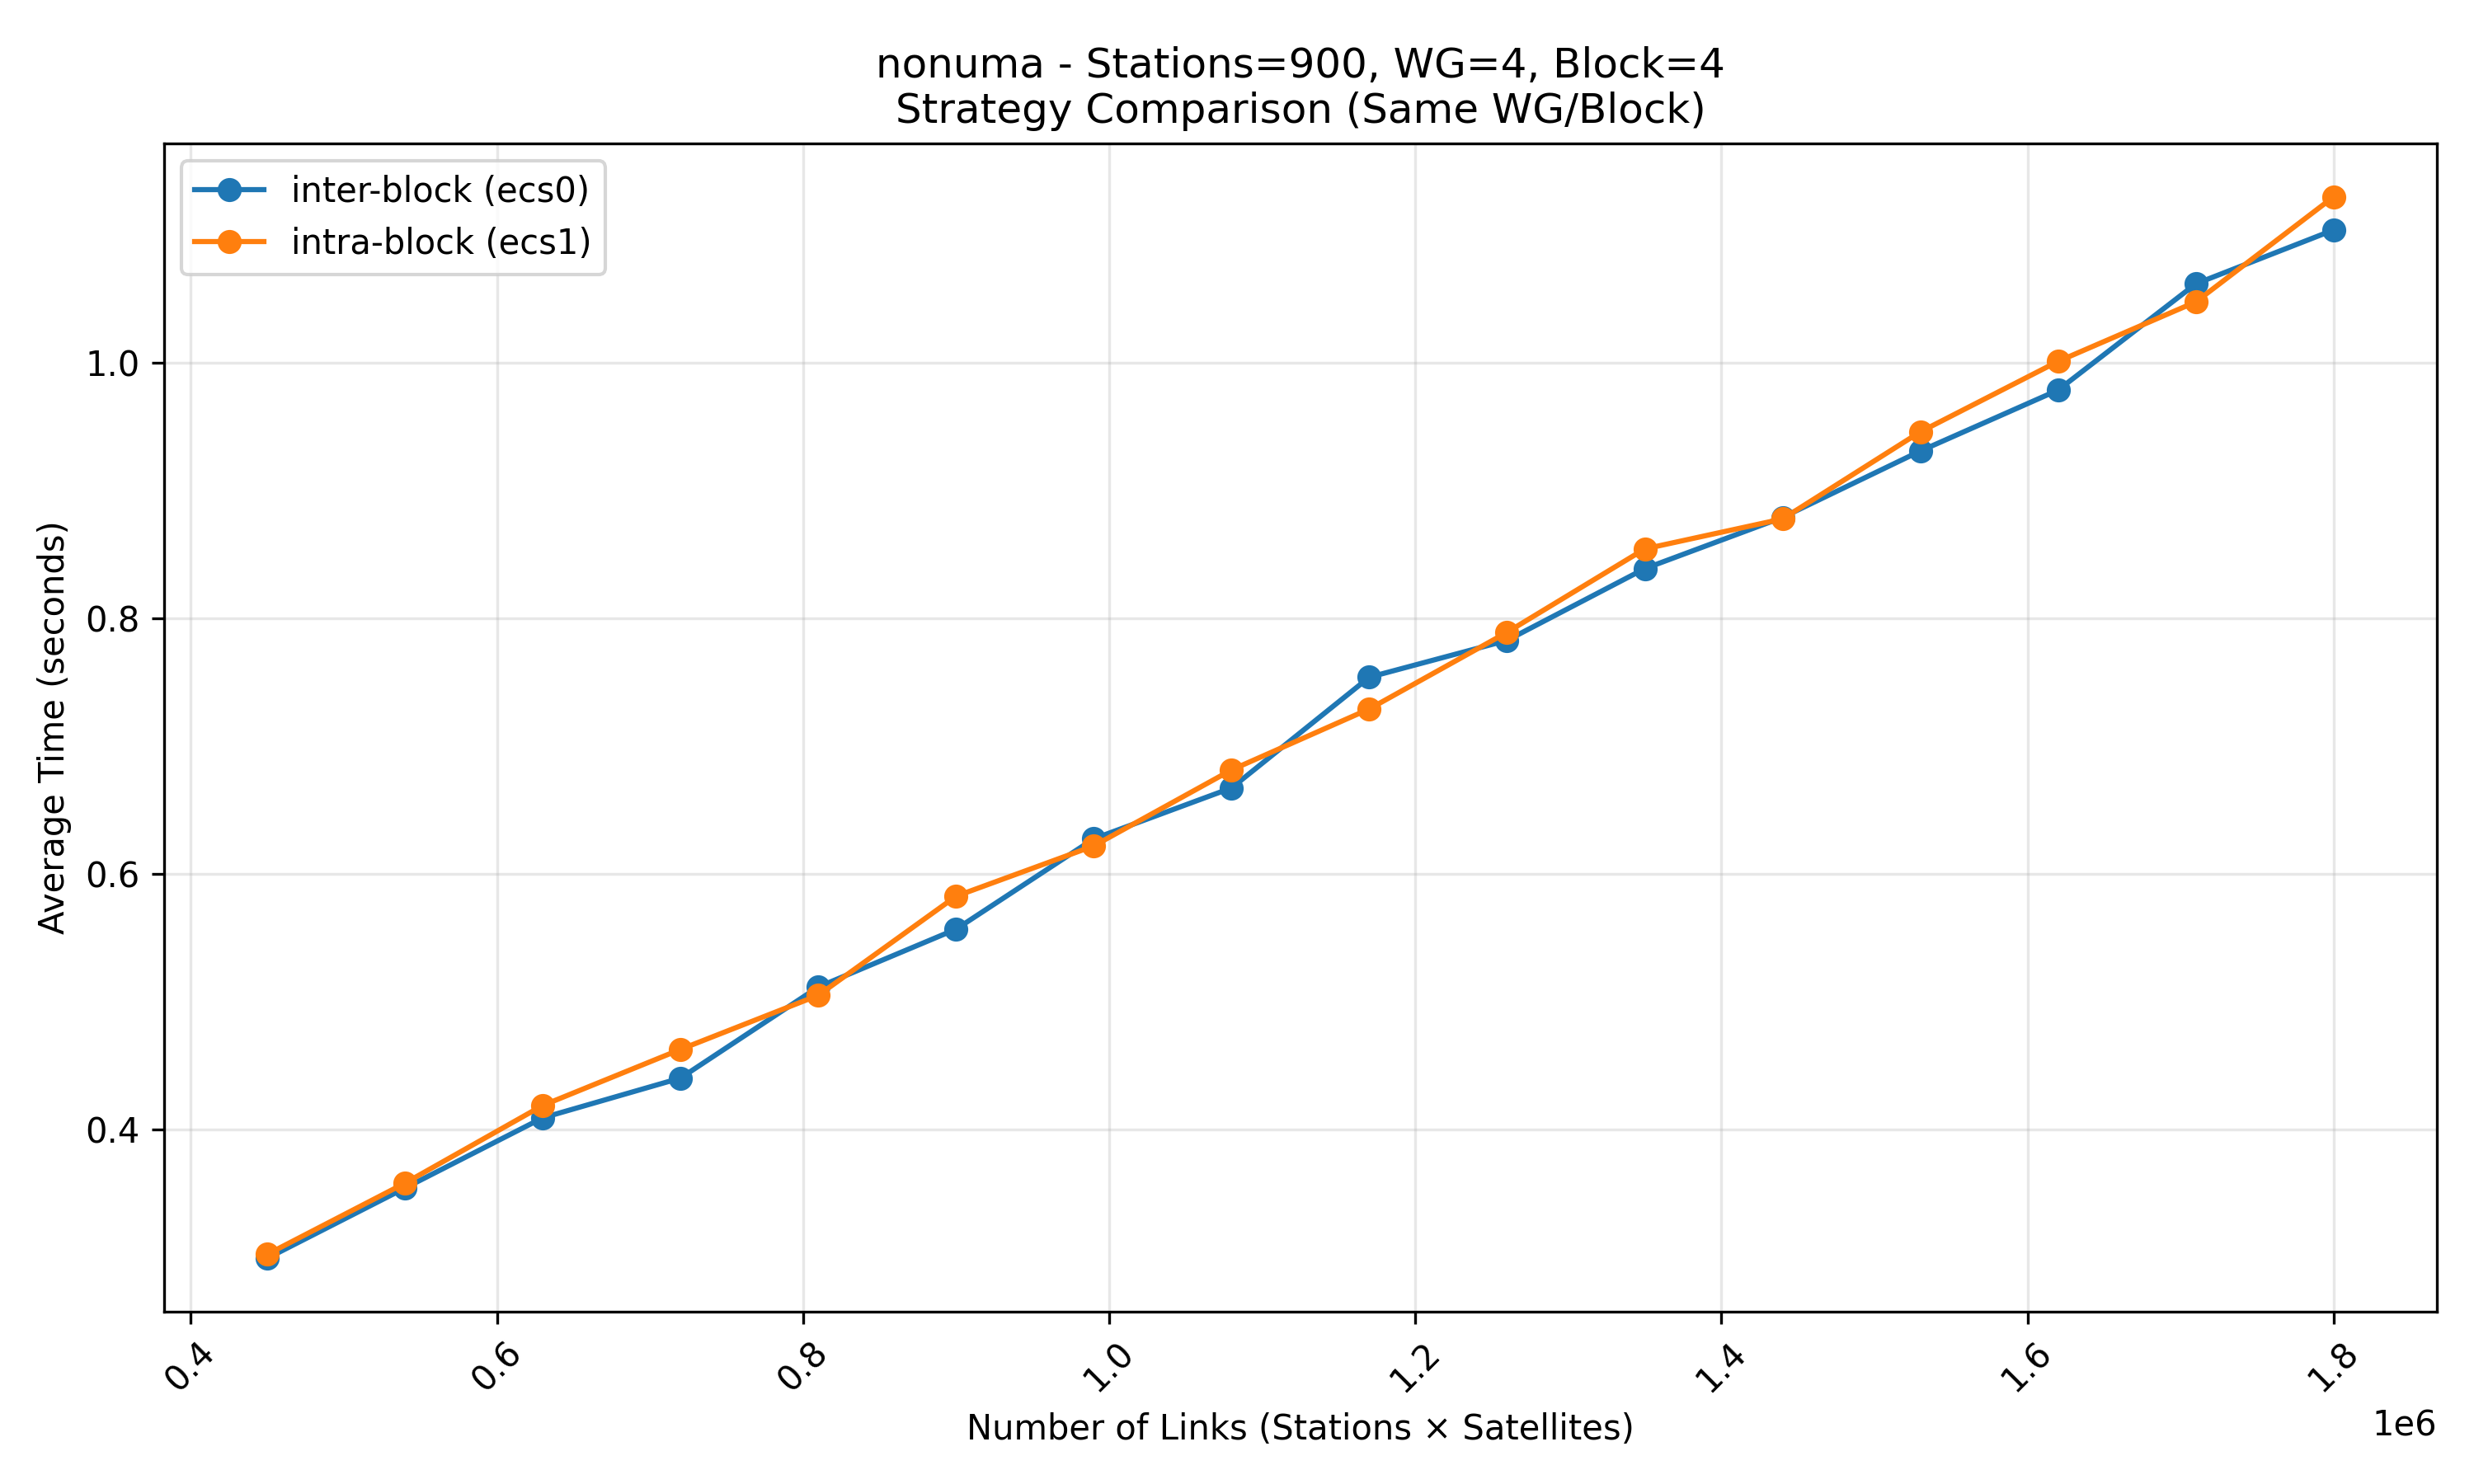 nonuma - Stations=900, WG=4, Block=4
Strategy Comparison (Same WG/Block)
inter-block (ecs0)
intra-block (ecs1)
Average Time (seconds)
1.0
0.8
0.6
0.4
0.4
0.6
0.8
1.0
1.2
1.4
1.6
1.8
1e6
Number of Links (Stations × Satellites)